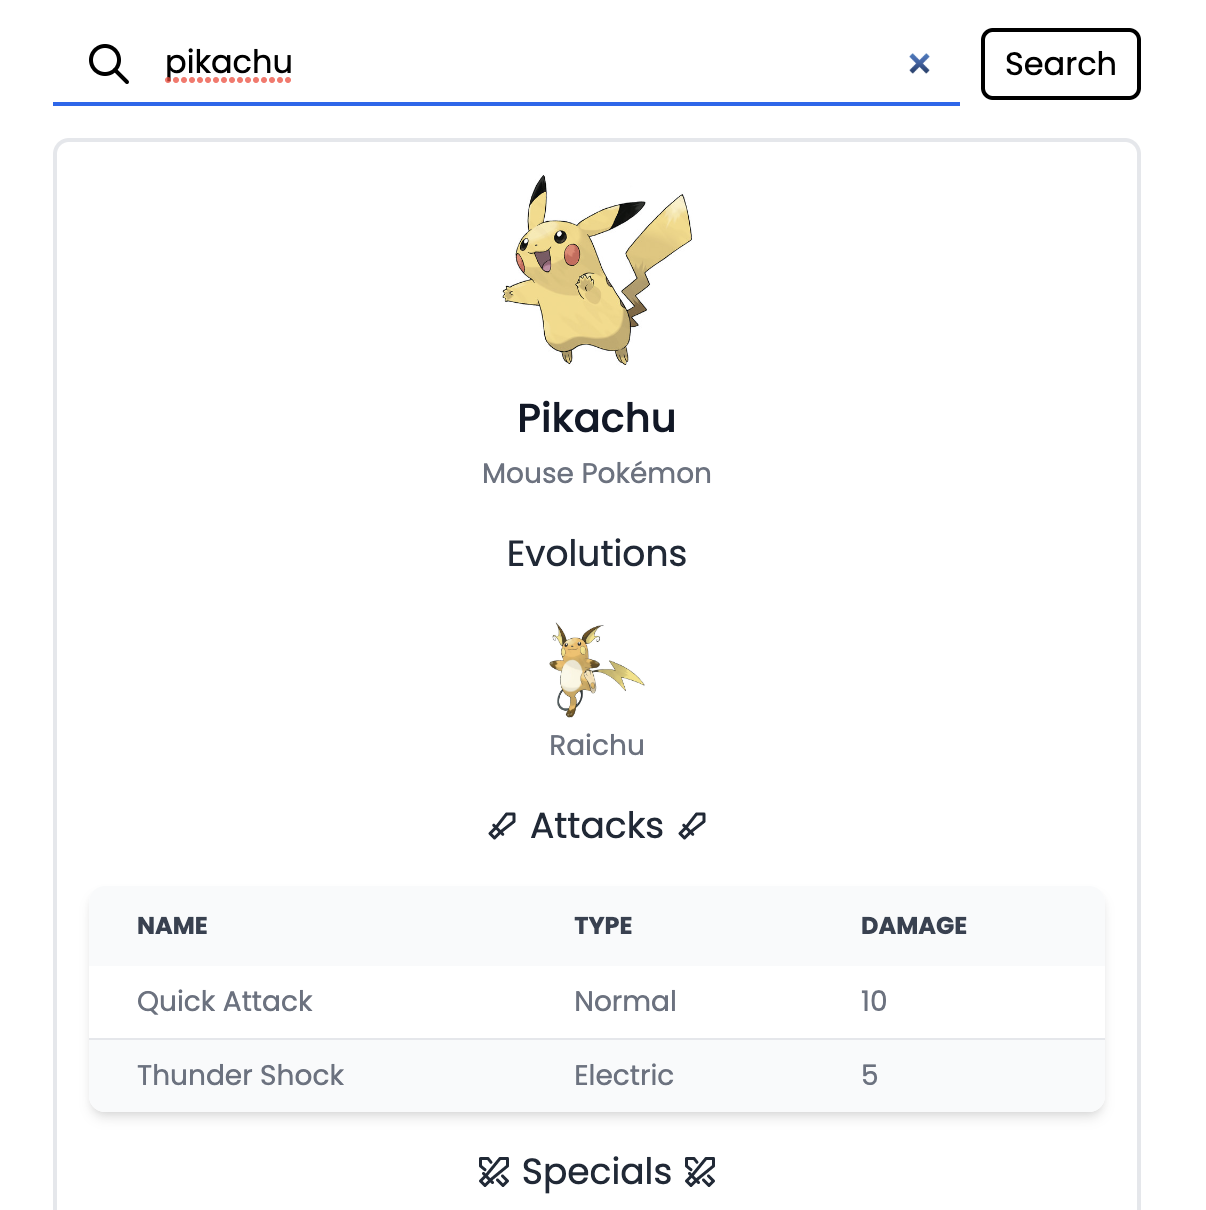 pikachu
Search
Pikachu
Mouse Pokémon
Evolutions
Raichu
Attacks
NAME TYPE DAMAGE
Quick Attack Normal 10
Thunder Shock Electric 5
Specials